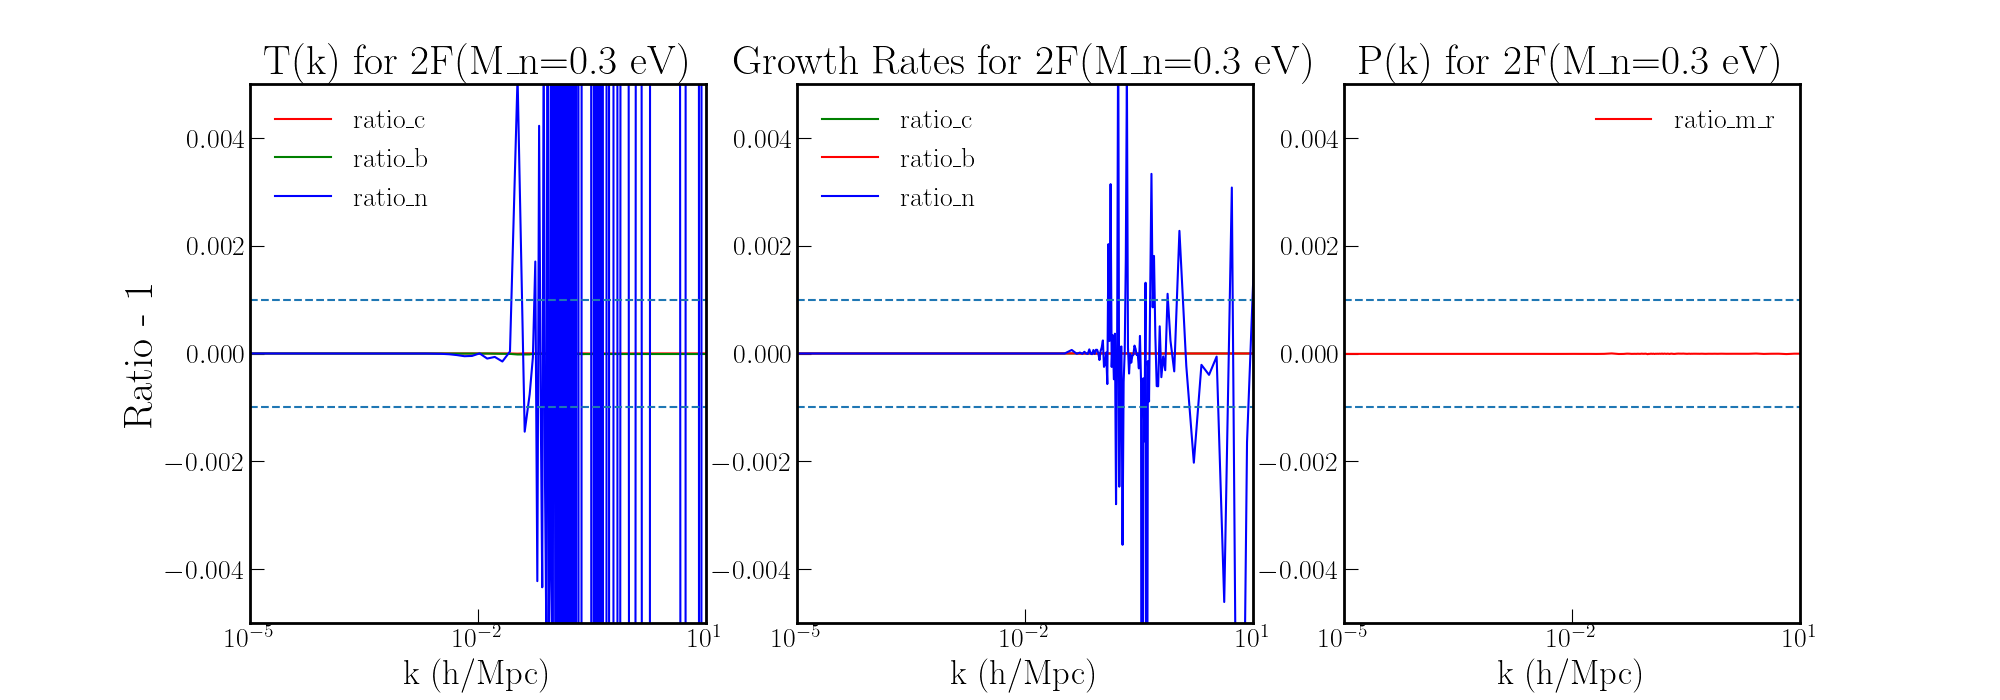 T(k) for 2F(M_n=0.3 eV)
Growth Rates for 2F(M_n=0.3 eV)
P(k) for 2F(M_n=0.3 eV)
Ratio - 1
0.004
0.002
0.000
−0.002
−0.004
ratio_c
ratio_b
ratio_n
10^{-5}
10^{-2}
10^{1}
k (h/Mpc)
0.004
0.002
0.000
−0.002
−0.004
ratio_c
ratio_b
ratio_n
10^{-5}
10^{-2}
10^{1}
k (h/Mpc)
0.004
0.002
0.000
−0.002
−0.004
ratio_m_r
10^{-5}
10^{-2}
10^{1}
k (h/Mpc)